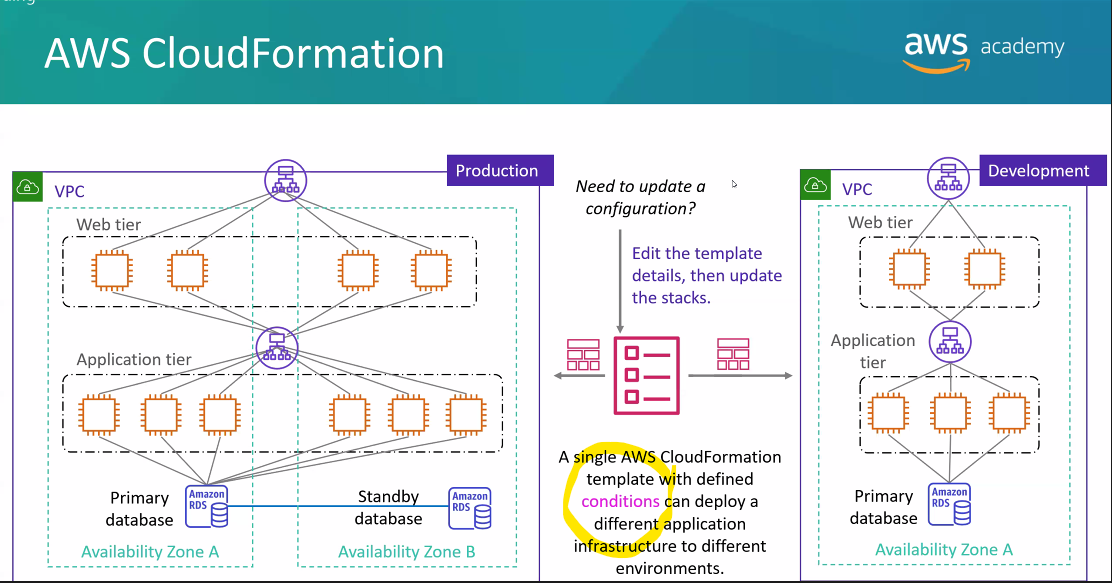 AWS CloudFormation
aws academy
Production
VPC
Web tier
Application tier
Primary
database
Amazon
RDS
Standby
database
Amazon
RDS
Availability Zone A
Availability Zone B
Need to update a
configuration?
Edit the template
details, then update
the stacks.
A single AWS CloudFormation
template with defined
conditions can deploy a
different application
infrastructure to different
environments.
Development
VPC
Web tier
Application
tier
Primary
database
Amazon
RDS
Availability Zone A